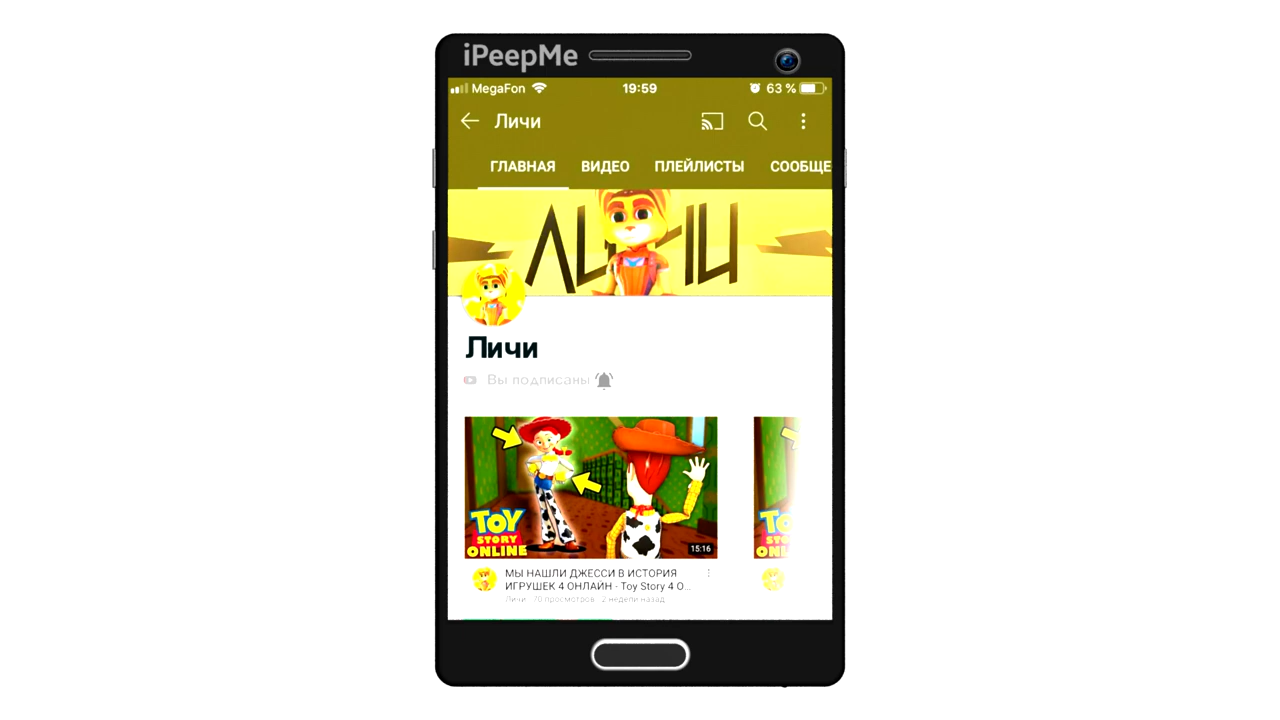 iPeepMe
MegaFon 19:59 63 %
Личи
ГЛАВНАЯ ВИДЕО ПЛЕЙЛИСТЫ СООБЩЕ
Личи
Вы подписаны
TOY
STORY
ONLINE
15:16
МЫ НАШЛИ ДЖЕССИ В ИСТОРИЯ
ИГРУШЕК 4 ОНЛАЙН - Toy Story 4 O...
Личи · 70 просмотров · 2 недели назад